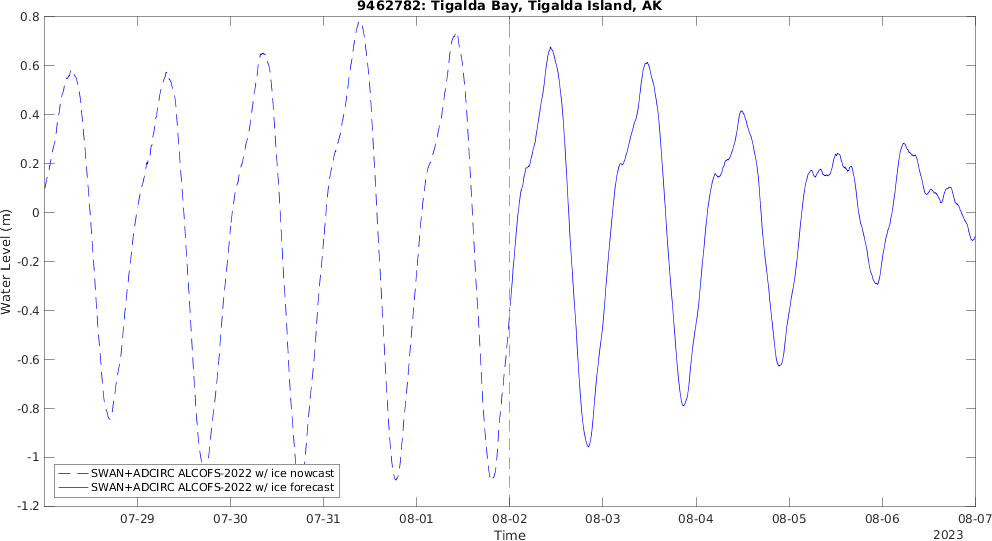 9462782: Tigalda Bay, Tigalda Island, AK
0.8
0.6
0.4
0.2
0
-0.2
-0.4
-0.6
-0.8
-1
-1.2
Water Level (m)
SWAN+ADCIRC ALCOFS-2022 w/ ice nowcast
SWAN+ADCIRC ALCOFS-2022 w/ ice forecast
07-29 07-30 07-31 08-01 08-02 08-03 08-04 08-05 08-06 08-07
Time
2023